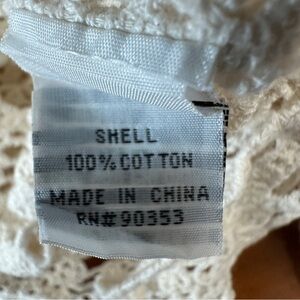 SHELL
100% COTTON
MADE IN CHINA
RN# 90353